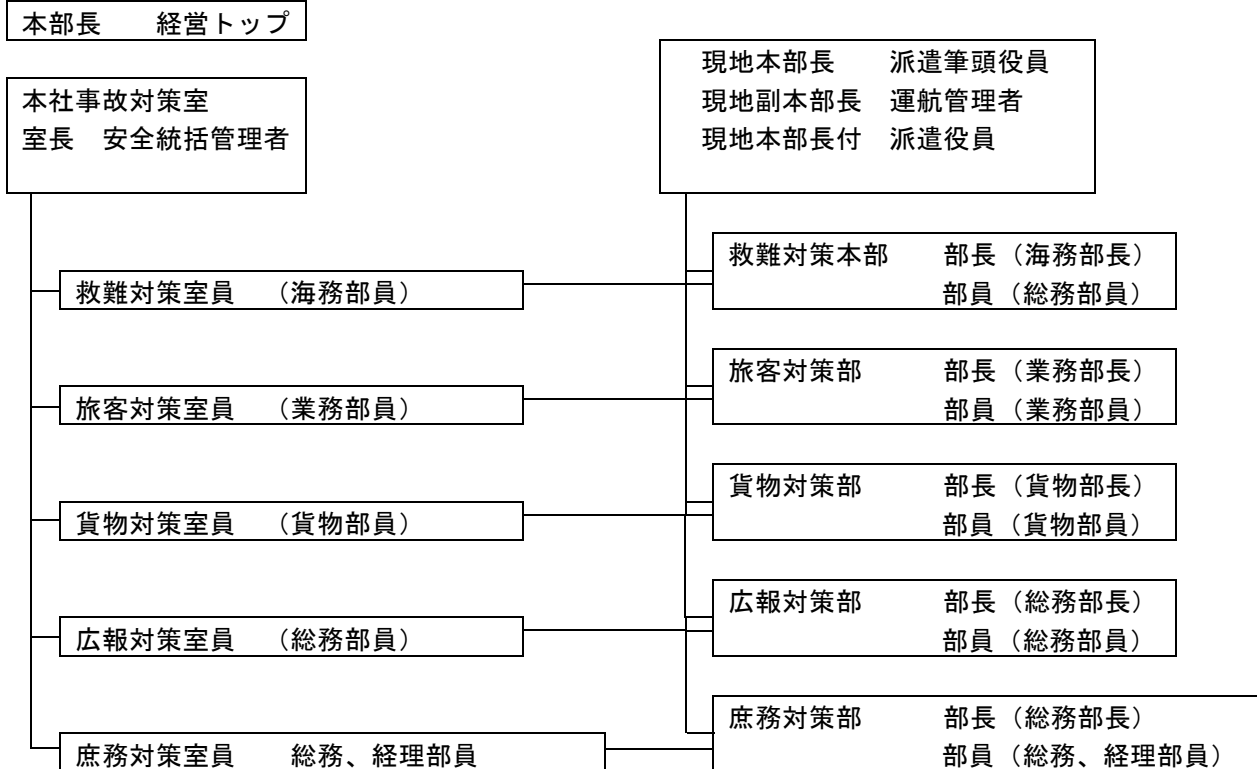 本部長　　経営トップ
本社事故対策室
室長　安全統括管理者
現地本部長　　派遣筆頭役員
現地副本部長　運航管理者
現地本部長付　派遣役員
救難対策室員　（海務部員）
救難対策本部　　部長（海務部長）
部員（総務部員）
旅客対策室員　（業務部員）
旅客対策部　　　部長（業務部長）
部員（業務部員）
貨物対策室員　（貨物部員）
貨物対策部　　　部長（貨物部長）
部員（貨物部員）
広報対策室員　（総務部員）
広報対策部　　　部長（総務部長）
部員（総務部員）
庶務対策室員　　総務、経理部員
庶務対策部　　　部長（総務部長）
部員（総務、経理部員）